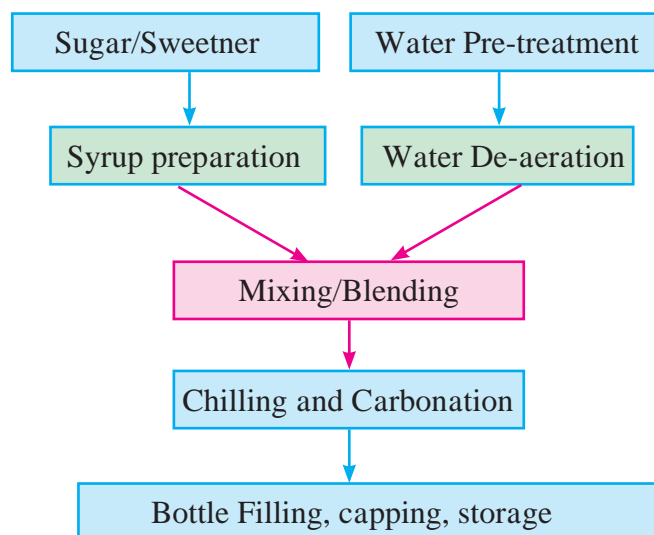 Sugar/Sweetner
Water Pre-treatment
Syrup preparation
Water De-aeration
Mixing/Blending
Chilling and Carbonation
Bottle Filling, capping, storage